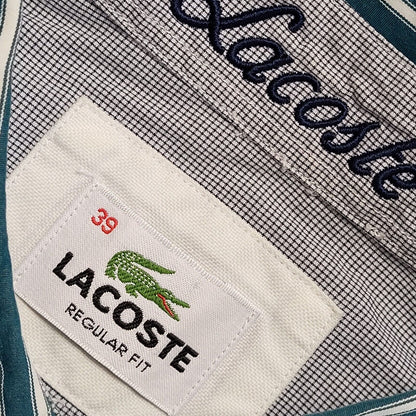 Lacoste
39
LACOSTE
REGULAR FIT